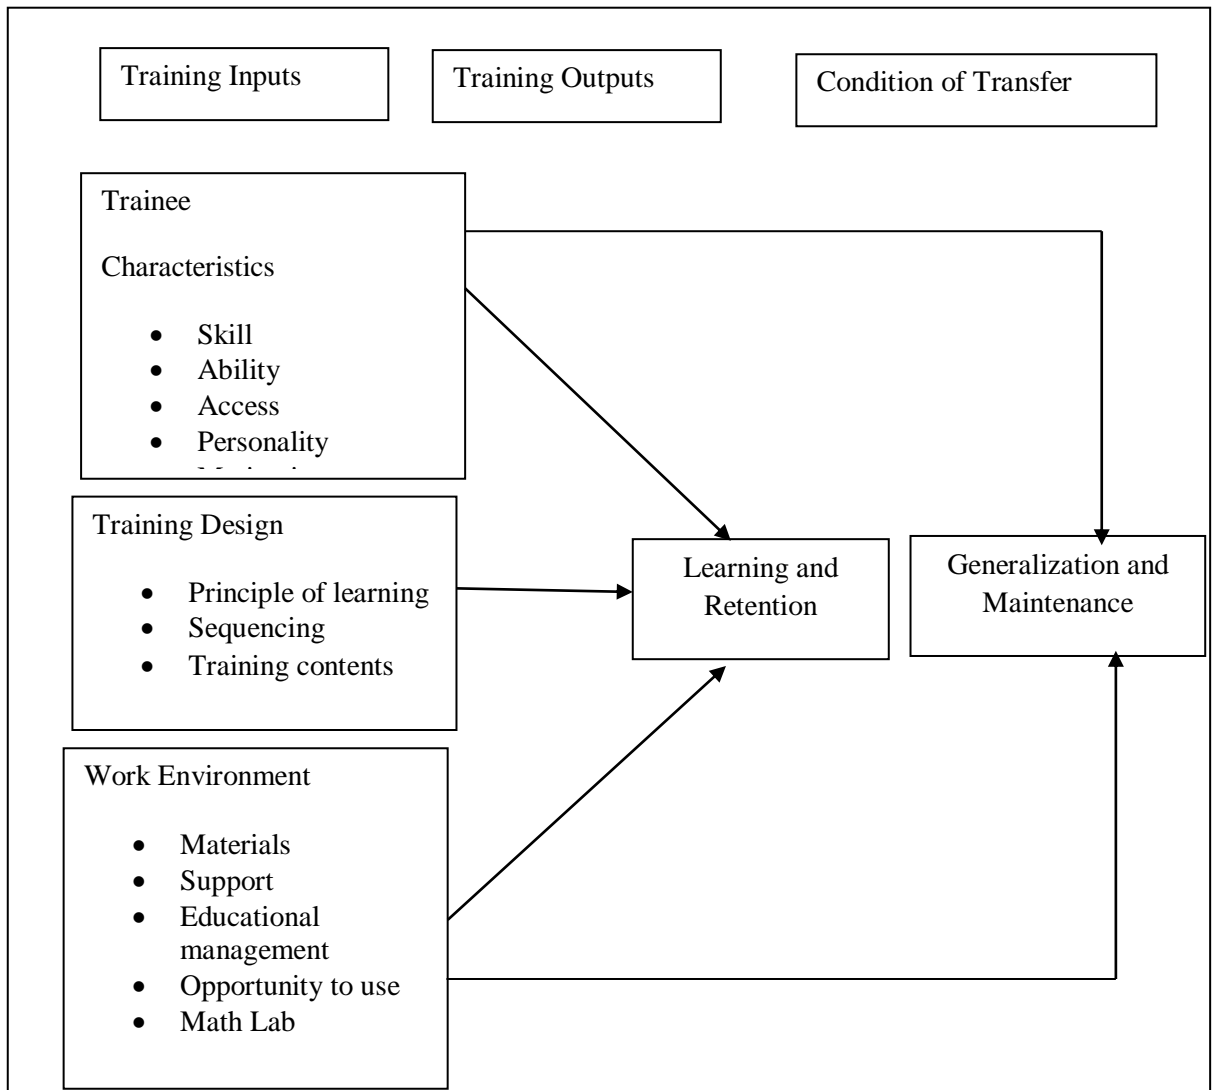 Training Inputs
Training Outputs
Condition of Transfer
Trainee
Characteristics
• Skill
• Ability
• Access
• Personality
Training Design
• Principle of learning
• Sequencing
• Training contents
Learning and
Retention
Generalization and
Maintenance
Work Environment
• Materials
• Support
• Educational
management
• Opportunity to use
• Math Lab